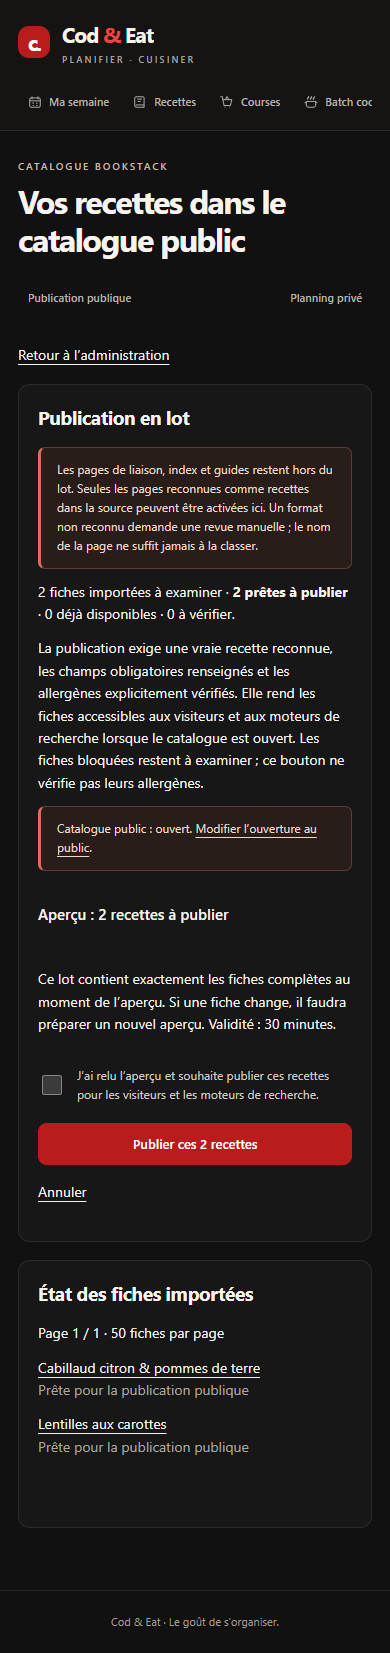 c.
Cod & Eat
PLANIFIER · CUISINER
Ma semaine
Recettes
Courses
Batch coo
CATALOGUE BOOKSTACK
Vos recettes dans le
catalogue public
Publication publique
Planning privé
Retour à l’administration
Publication en lot
Les pages de liaison, index et guides restent hors du
lot. Seules les pages reconnues comme recettes
dans la source peuvent être activées ici. Un format
non reconnu demande une revue manuelle ; le nom
de la page ne suffit jamais à la classer.
2 fiches importées à examiner · 2 prêtes à publier
· 0 déjà disponibles · 0 à vérifier.
La publication exige une vraie recette reconnue,
les champs obligatoires renseignés et les
allergènes explicitement vérifiés. Elle rend les
fiches accessibles aux visiteurs et aux moteurs de
recherche lorsque le catalogue est ouvert. Les
fiches bloquées restent à examiner ; ce bouton ne
vérifie pas leurs allergènes.
Catalogue public : ouvert. Modifier l’ouverture au
public.
Aperçu : 2 recettes à publier
Ce lot contient exactement les fiches complètes au
moment de l’aperçu. Si une fiche change, il faudra
préparer un nouvel aperçu. Validité : 30 minutes.
J’ai relu l’aperçu et souhaite publier ces recettes
pour les visiteurs et les moteurs de recherche.
Publier ces 2 recettes
Annuler
État des fiches importées
Page 1 / 1 · 50 fiches par page
Cabillaud citron & pommes de terre
Prête pour la publication publique
Lentilles aux carottes
Prête pour la publication publique
Cod & Eat · Le goût de s’organiser.